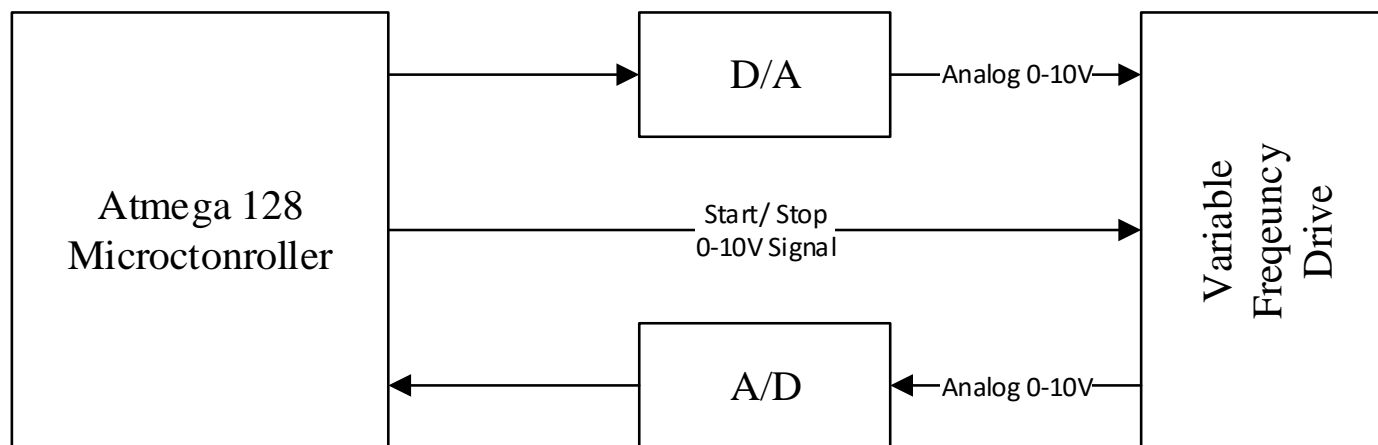 D/A
Analog 0-10V
Atmega 128
Microctonroller
Start/ Stop
0-10V Signal
Variable
Freqeuncy
Drive
A/D
Analog 0-10V